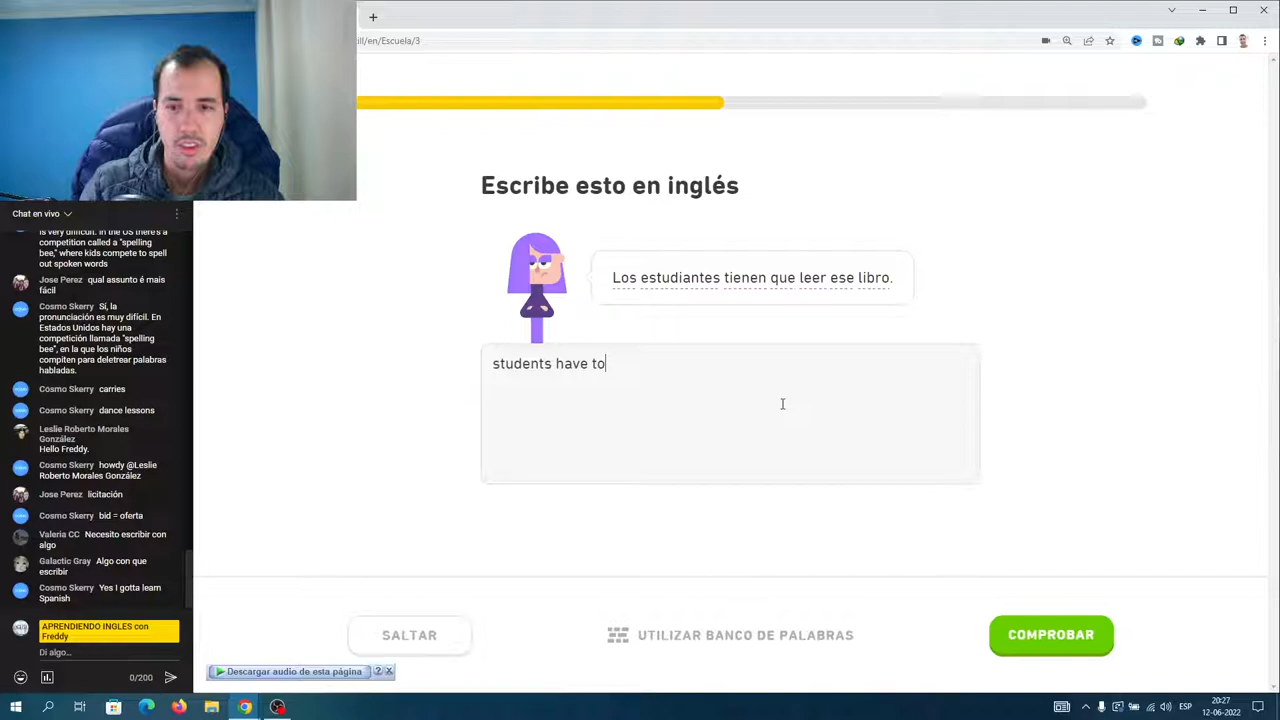 ill/en/Escuela/3
Escribe esto en inglés
Los estudiantes tienen que leer ese libro.
students have to
SALTAR
UTILIZAR BANCO DE PALABRAS
COMPROBAR
Descargar audio de esta página
Chat en vivo
is very difficult. In the US there's a
competition called a "spelling
bee," where kids compete to spell
out spoken words
Jose Perez qual assunto é mais
fácil
Cosmo Skerry Sí, la
pronunciación es muy difícil. En
Estados Unidos hay una
competición llamada "spelling
bee", en la que los niños
compiten para deletrear palabras
habladas.
Cosmo Skerry carries
Cosmo Skerry dance lessons
Leslie Roberto Morales
González
Hello Freddy.
Cosmo Skerry howdy @Leslie
Roberto Morales González
Jose Perez licitación
Cosmo Skerry bid = oferta
Valeria CC Necesito escribir con
algo
Galactic Gray Algo con que
escribir
Cosmo Skerry Yes I gotta learn
Spanish
APRENDIENDO INGLES con
Freddy
Di algo...
0/200
ESP
20:27
12-06-2022